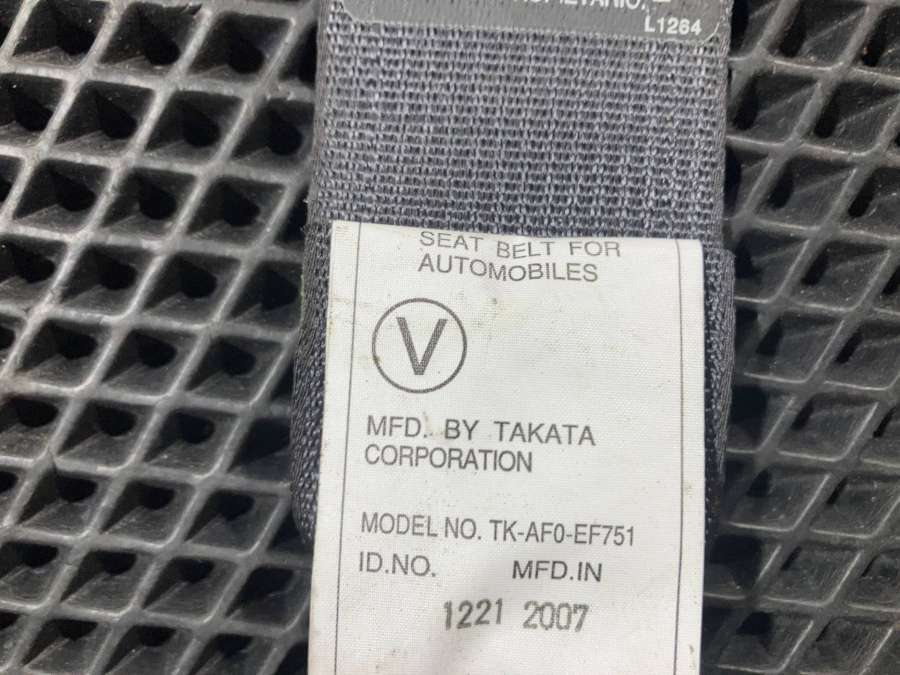 L1264
SEAT BELT FOR
AUTOMOBILES
V
MFD. BY TAKATA
CORPORATION
MODEL NO. TK-AF0-EF751
ID.NO. MFD.IN
1221 2007